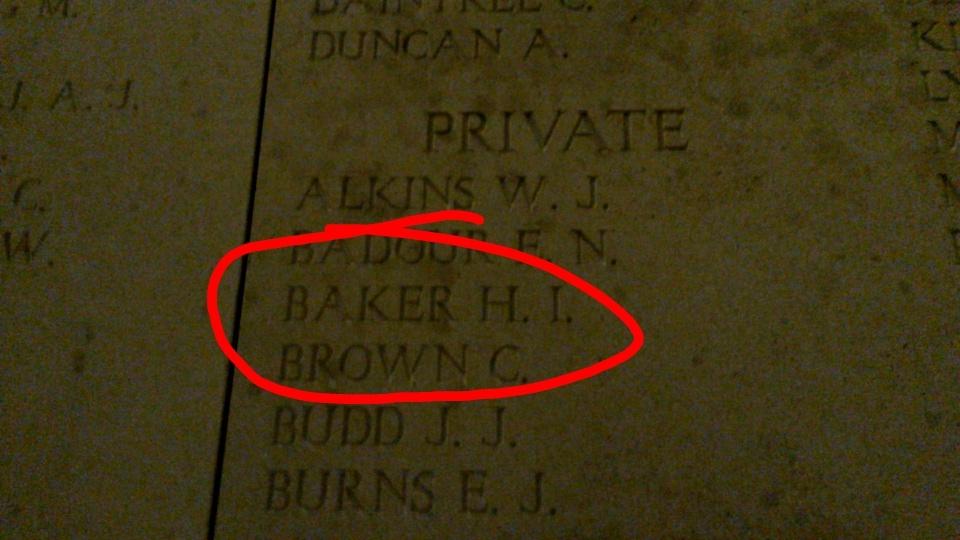 M.
DUNCAN A.
J. A. J.
PRIVATE
ALKINS W. J.
C.
BADOUR F. N.
W.
BAKER H. I.
BROWN C.
BUDD J. J.
BURNS E. J.